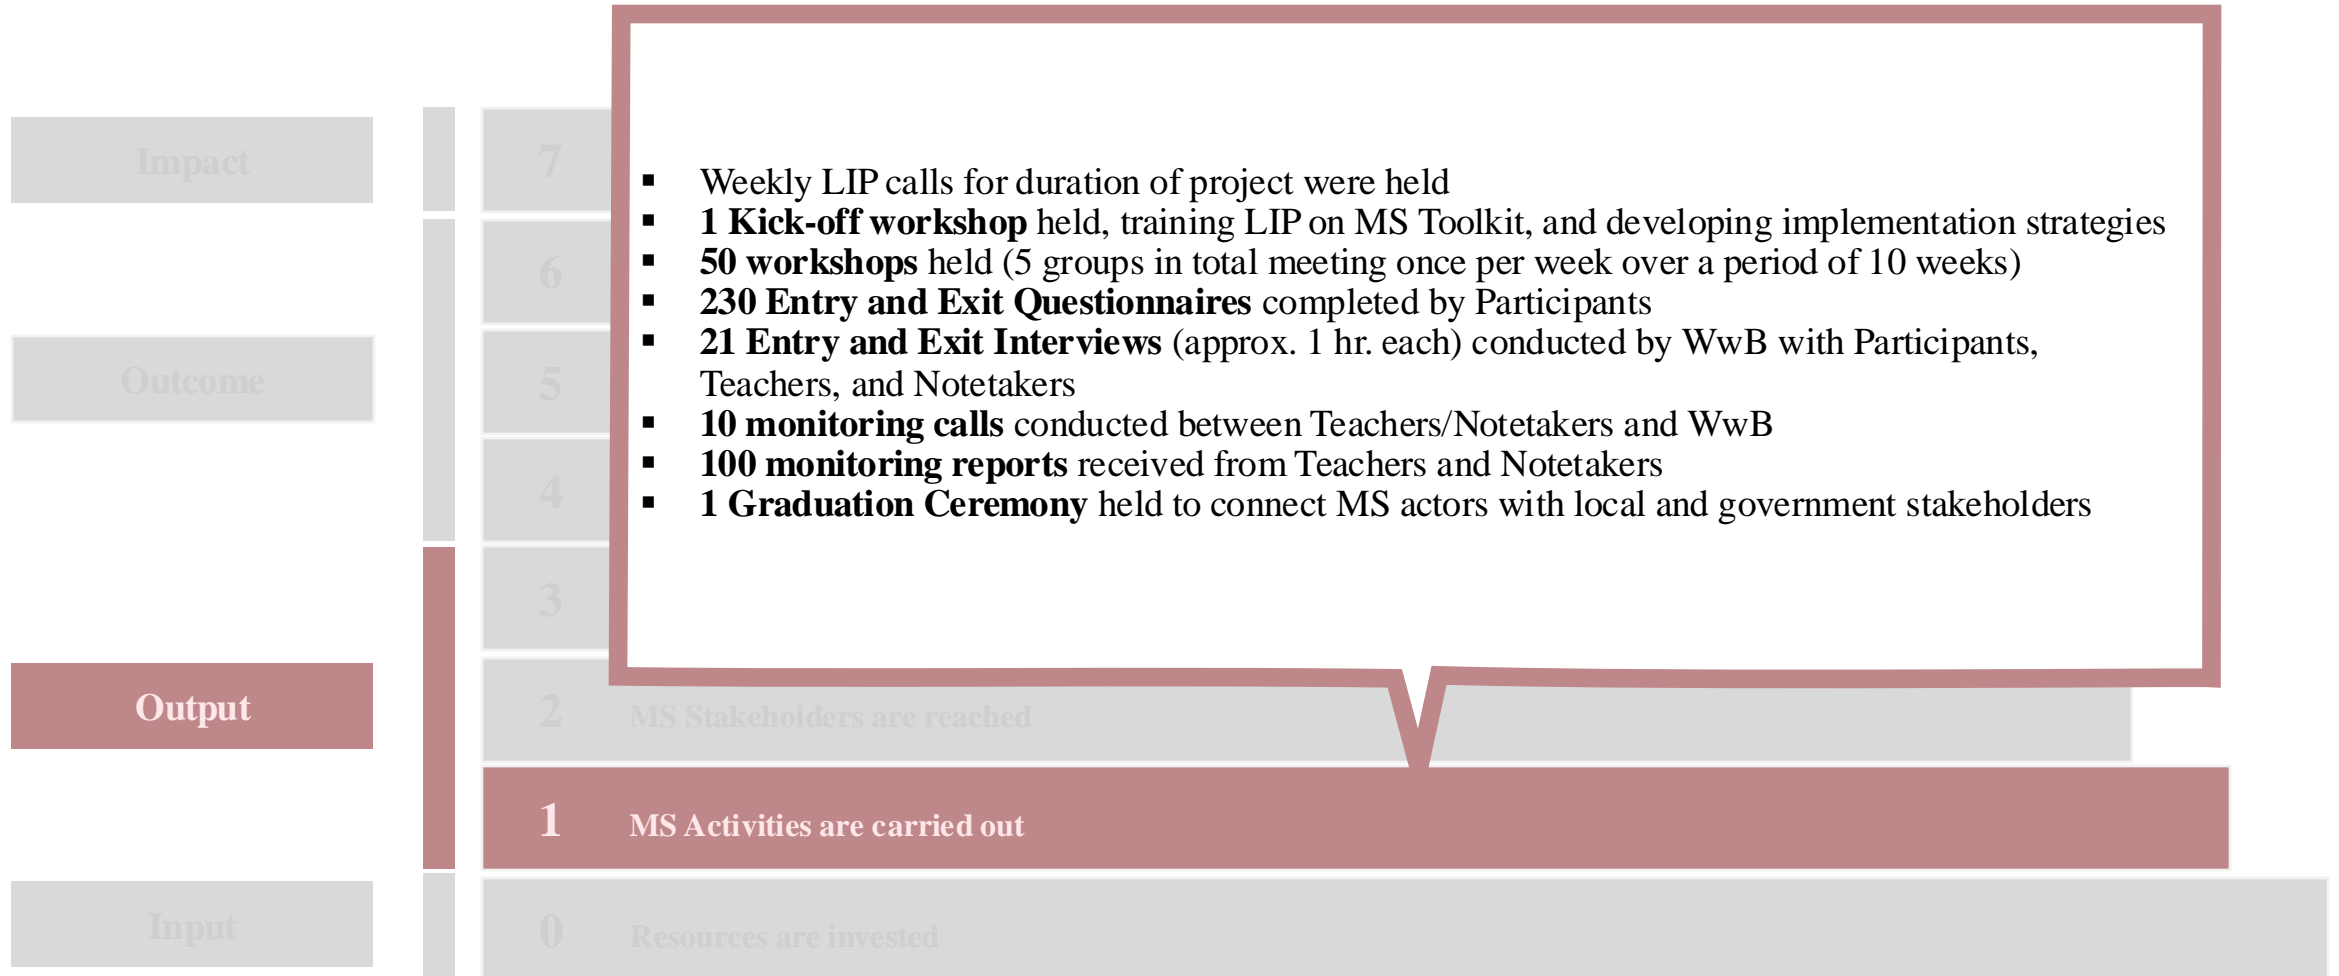 Impact
7
▪ Weekly LIP calls for duration of project were held
▪ 1 Kick-off workshop held, training LIP on MS Toolkit, and developing implementation strategies
6
▪ 50 workshops held (5 groups in total meeting once per week over a period of 10 weeks)
▪ 230 Entry and Exit Questionnaires completed by Participants
▪ 21 Entry and Exit Interviews (approx. 1 hr. each) conducted by WwB with Participants,
Teachers, and Notetakers
Outcome
5
▪ 10 monitoring calls conducted between Teachers/Notetakers and WwB
▪ 100 monitoring reports received from Teachers and Notetakers
4
▪ 1 Graduation Ceremony held to connect MS actors with local and government stakeholders
3
Output
2 MS Stakeholders are reached
1 MS Activities are carried out
Input
0 Resources are invested